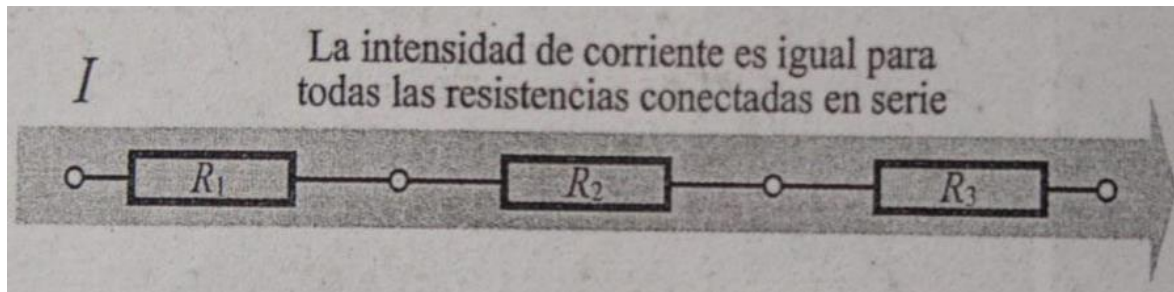 La intensidad de corriente es igual para
I
todas las resistencias conectadas en serie
R1
R2
R3